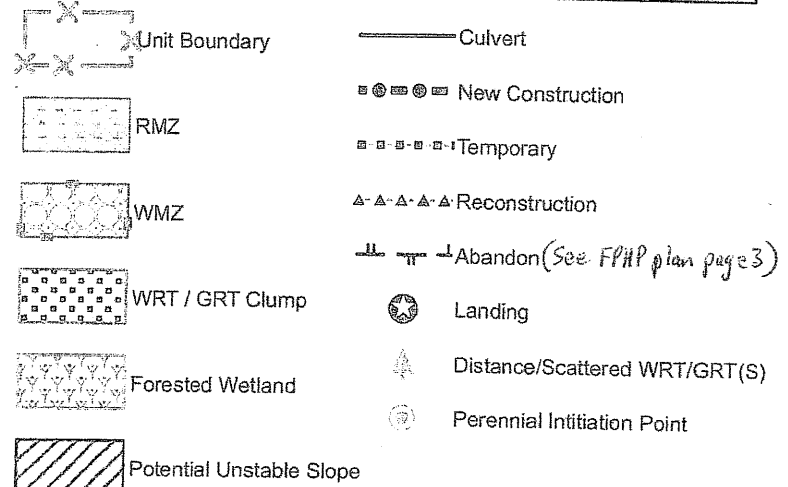 Unit Boundary
RMZ
WMZ
WRT / GRT Clump
Forested Wetland
Potential Unstable Slope
Culvert
New Construction
Temporary
Reconstruction
Abandon (See FPHP plan page 3)
Landing
Distance/Scattered WRT/GRT(S)
Perennial Intitiation Point